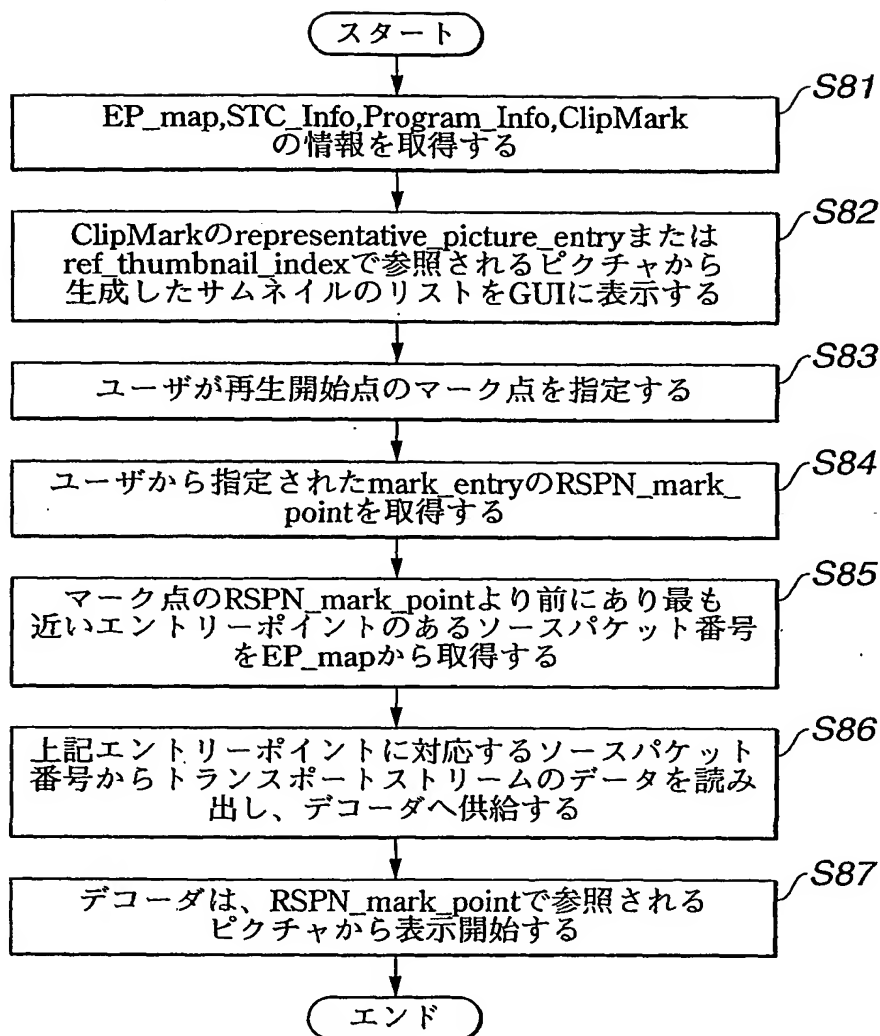 スタート
S81
EP_map,STC_Info,Program_Info,ClipMark
の情報を取得する
S82
ClipMarkのrepresentative_picture_entryまたは
ref_thumbnail_indexで参照されるピクチャから
生成したサムネイルのリストをGUIに表示する
S83
ユーザが再生開始点のマーク点を指定する
S84
ユーザから指定されたmark_entryのRSPN_mark_
pointを取得する
S85
マーク点のRSPN_mark_pointより前にあり最も
近いエントリーポイントのあるソースパケット番号
をEP_mapから取得する
S86
上記エントリーポイントに対応するソースパケット
番号からトランスポートストリームのデータを読み
出し、デコーダへ供給する
S87
デコーダは、RSPN_mark_pointで参照される
ピクチャから表示開始する
エンド